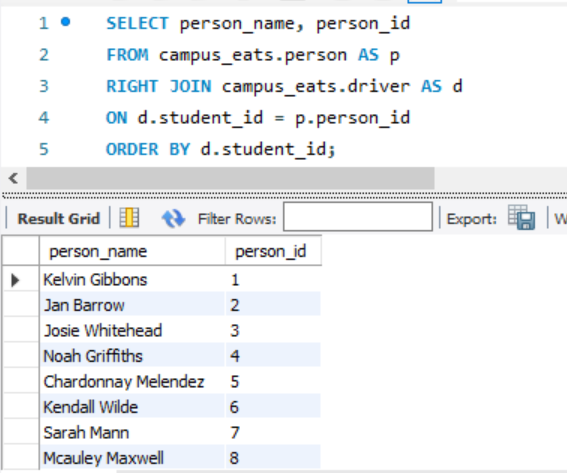 1 SELECT person_name, person_id
2 FROM campus_eats.person AS p
3 RIGHT JOIN campus_eats.driver AS d
4 ON d.student_id = p.person_id
5 ORDER BY d.student_id;
Result Grid Filter Rows: Export: W
person_name person_id
Kelvin Gibbons 1
Jan Barrow 2
Josie Whitehead 3
Noah Griffiths 4
Chardonnay Melendez 5
Kendall Wilde 6
Sarah Mann 7
Mcauley Maxwell 8